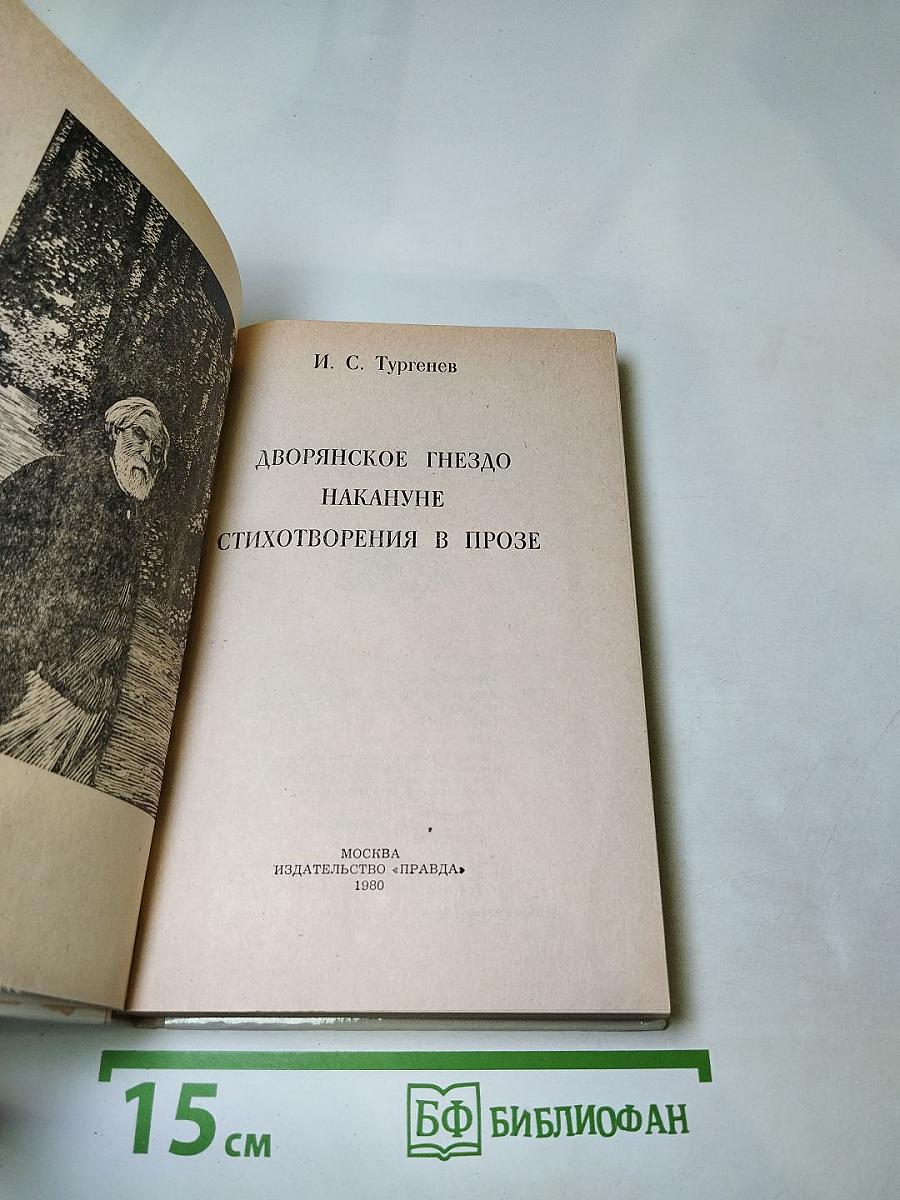 И. С. Тургенев
ДВОРЯНСКОЕ ГНЕЗДО
НАКАНУНЕ
СТИХОТВОРЕНИЯ В ПРОЗЕ
МОСКВА
ИЗДАТЕЛЬСТВО «ПРАВДА»
1980
15 см
БФ БИБЛИОФАН